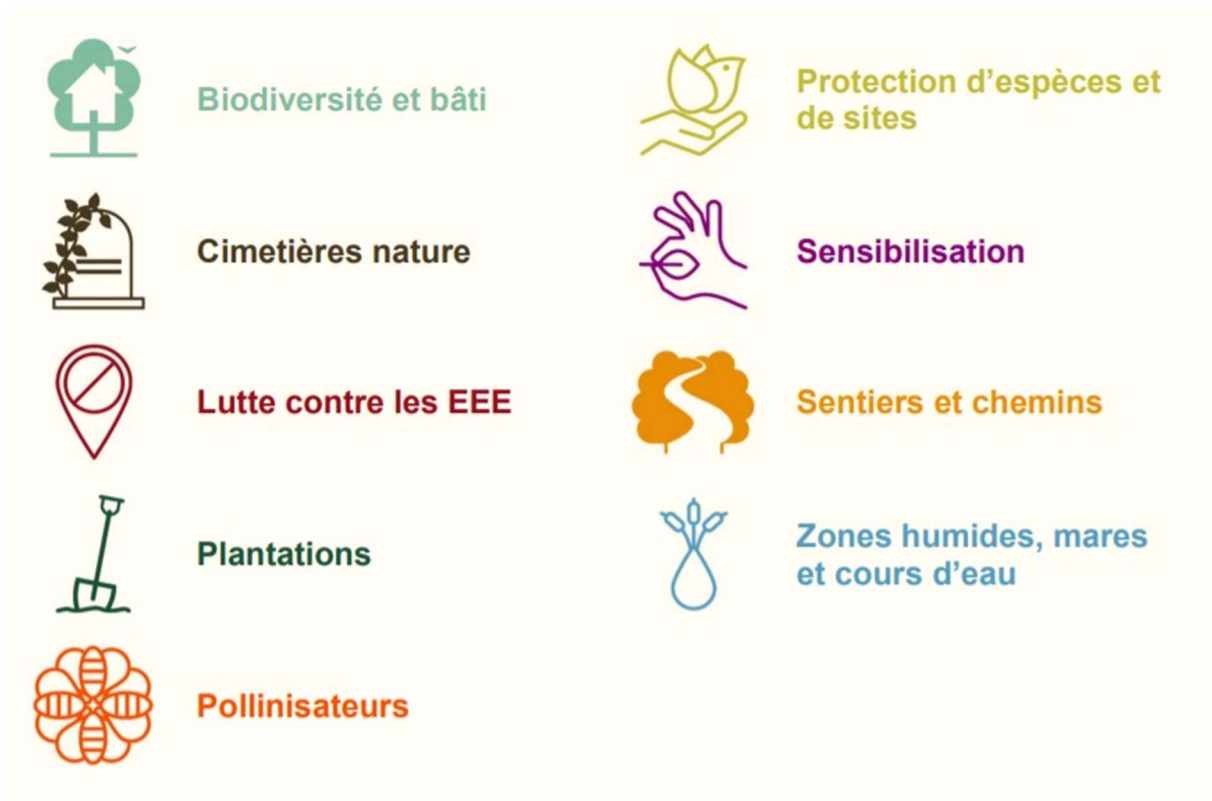 Biodiversité et bâti
Cimetières nature
Lutte contre les EEE
Plantations
Pollinisateurs
Protection d’espèces et
de sites
Sensibilisation
Sentiers et chemins
Zones humides, mares
et cours d’eau